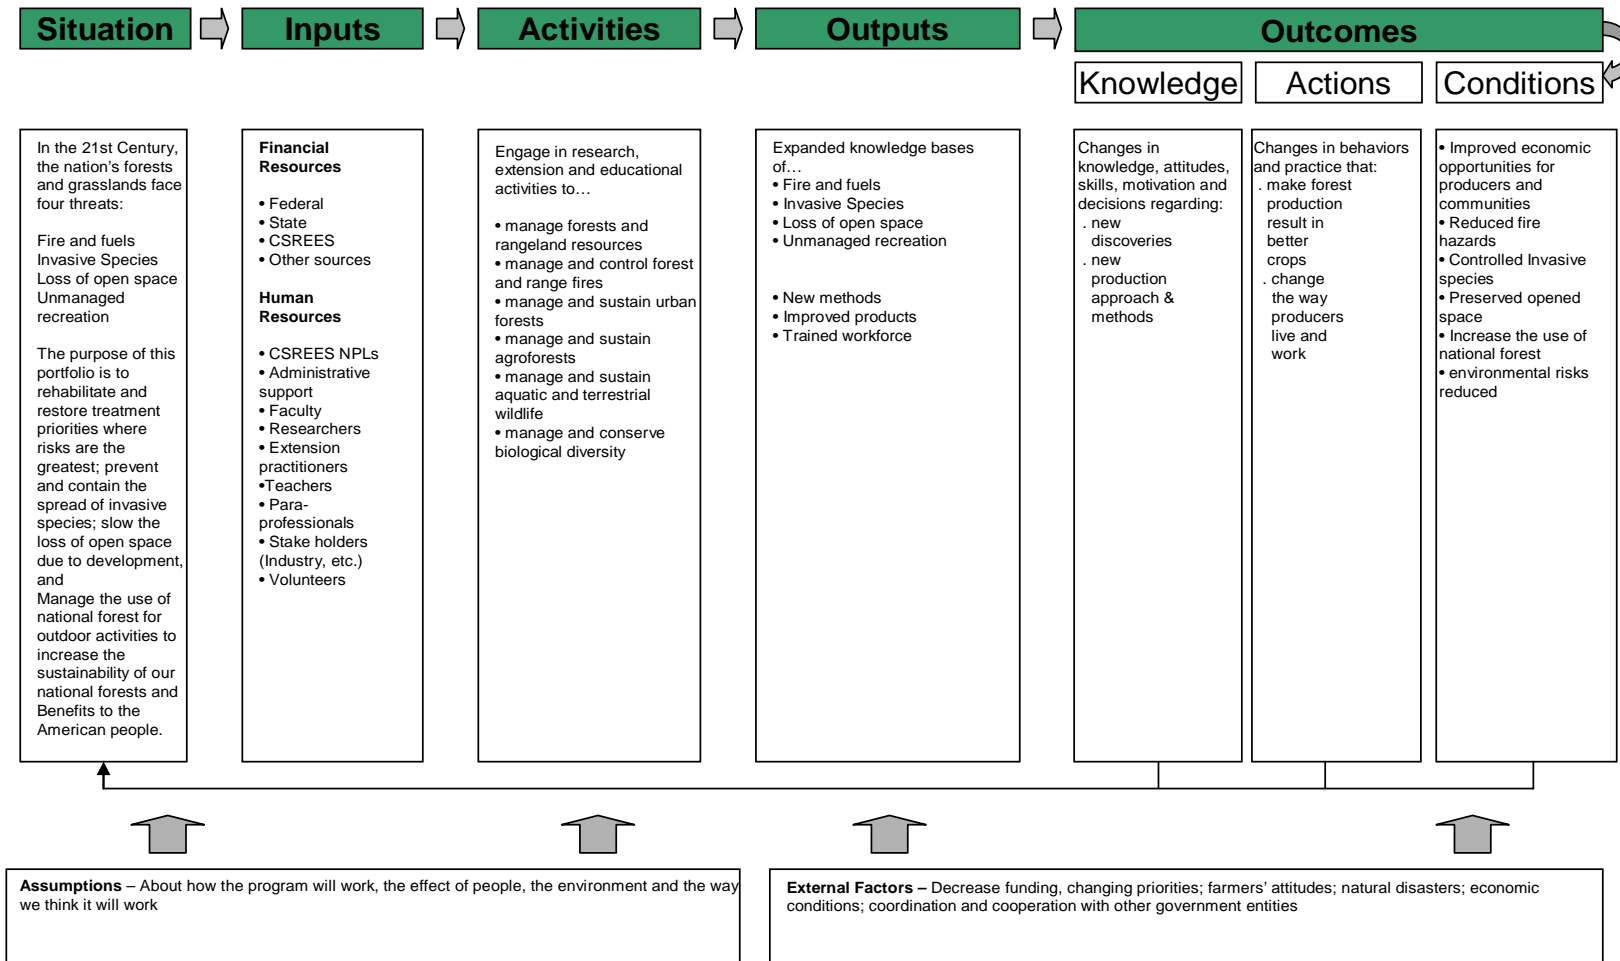 Situation
Inputs
Activities
Outputs
Outcomes
Knowledge
Actions
Conditions
In the 21st Century,
the nation's forests
and grasslands face
four threats:
Fire and fuels
Invasive Species
Loss of open space
Unmanaged
recreation
The purpose of this
portfolio is to
rehabilitate and
restore treatment
priorities where
risks are the
greatest; prevent
and contain the
spread of invasive
species; slow the
loss of open space
due to development,
and
Manage the use of
national forest for
outdoor activities to
increase the
sustainability of our
national forests and
Benefits to the
American people.
Financial
Resources
• Federal
• State
• CSREES
• Other sources
Human
Resources
• CSREES NPLs
• Administrative
support
• Faculty
• Researchers
• Extension
practitioners
•Teachers
• Para-
professionals
• Stake holders
(Industry, etc.)
• Volunteers
Engage in research,
extension and educational
activities to…
• manage forests and
rangeland resources
• manage and control forest
and range fires
• manage and sustain urban
forests
• manage and sustain
agroforests
• manage and sustain
aquatic and terrestrial
wildlife
• manage and conserve
biological diversity
Expanded knowledge bases
of…
• Fire and fuels
• Invasive Species
• Loss of open space
• Unmanaged recreation
• New methods
• Improved products
• Trained workforce
Changes in
knowledge, attitudes,
skills, motivation and
decisions regarding:
. new
discoveries
. new
production
approach &
methods
Changes in behaviors
and practice that:
. make forest
production
result in
better
crops
. change
the way
producers
live and
work
• Improved economic
opportunities for
producers and
communities
• Reduced fire
hazards
• Controlled Invasive
species
• Preserved opened
space
• Increase the use of
national forest
• environmental risks
reduced
Assumptions – About how the program will work, the effect of people, the environment and the way
we think it will work
External Factors – Decrease funding, changing priorities; farmers' attitudes; natural disasters; economic
conditions; coordination and cooperation with other government entities